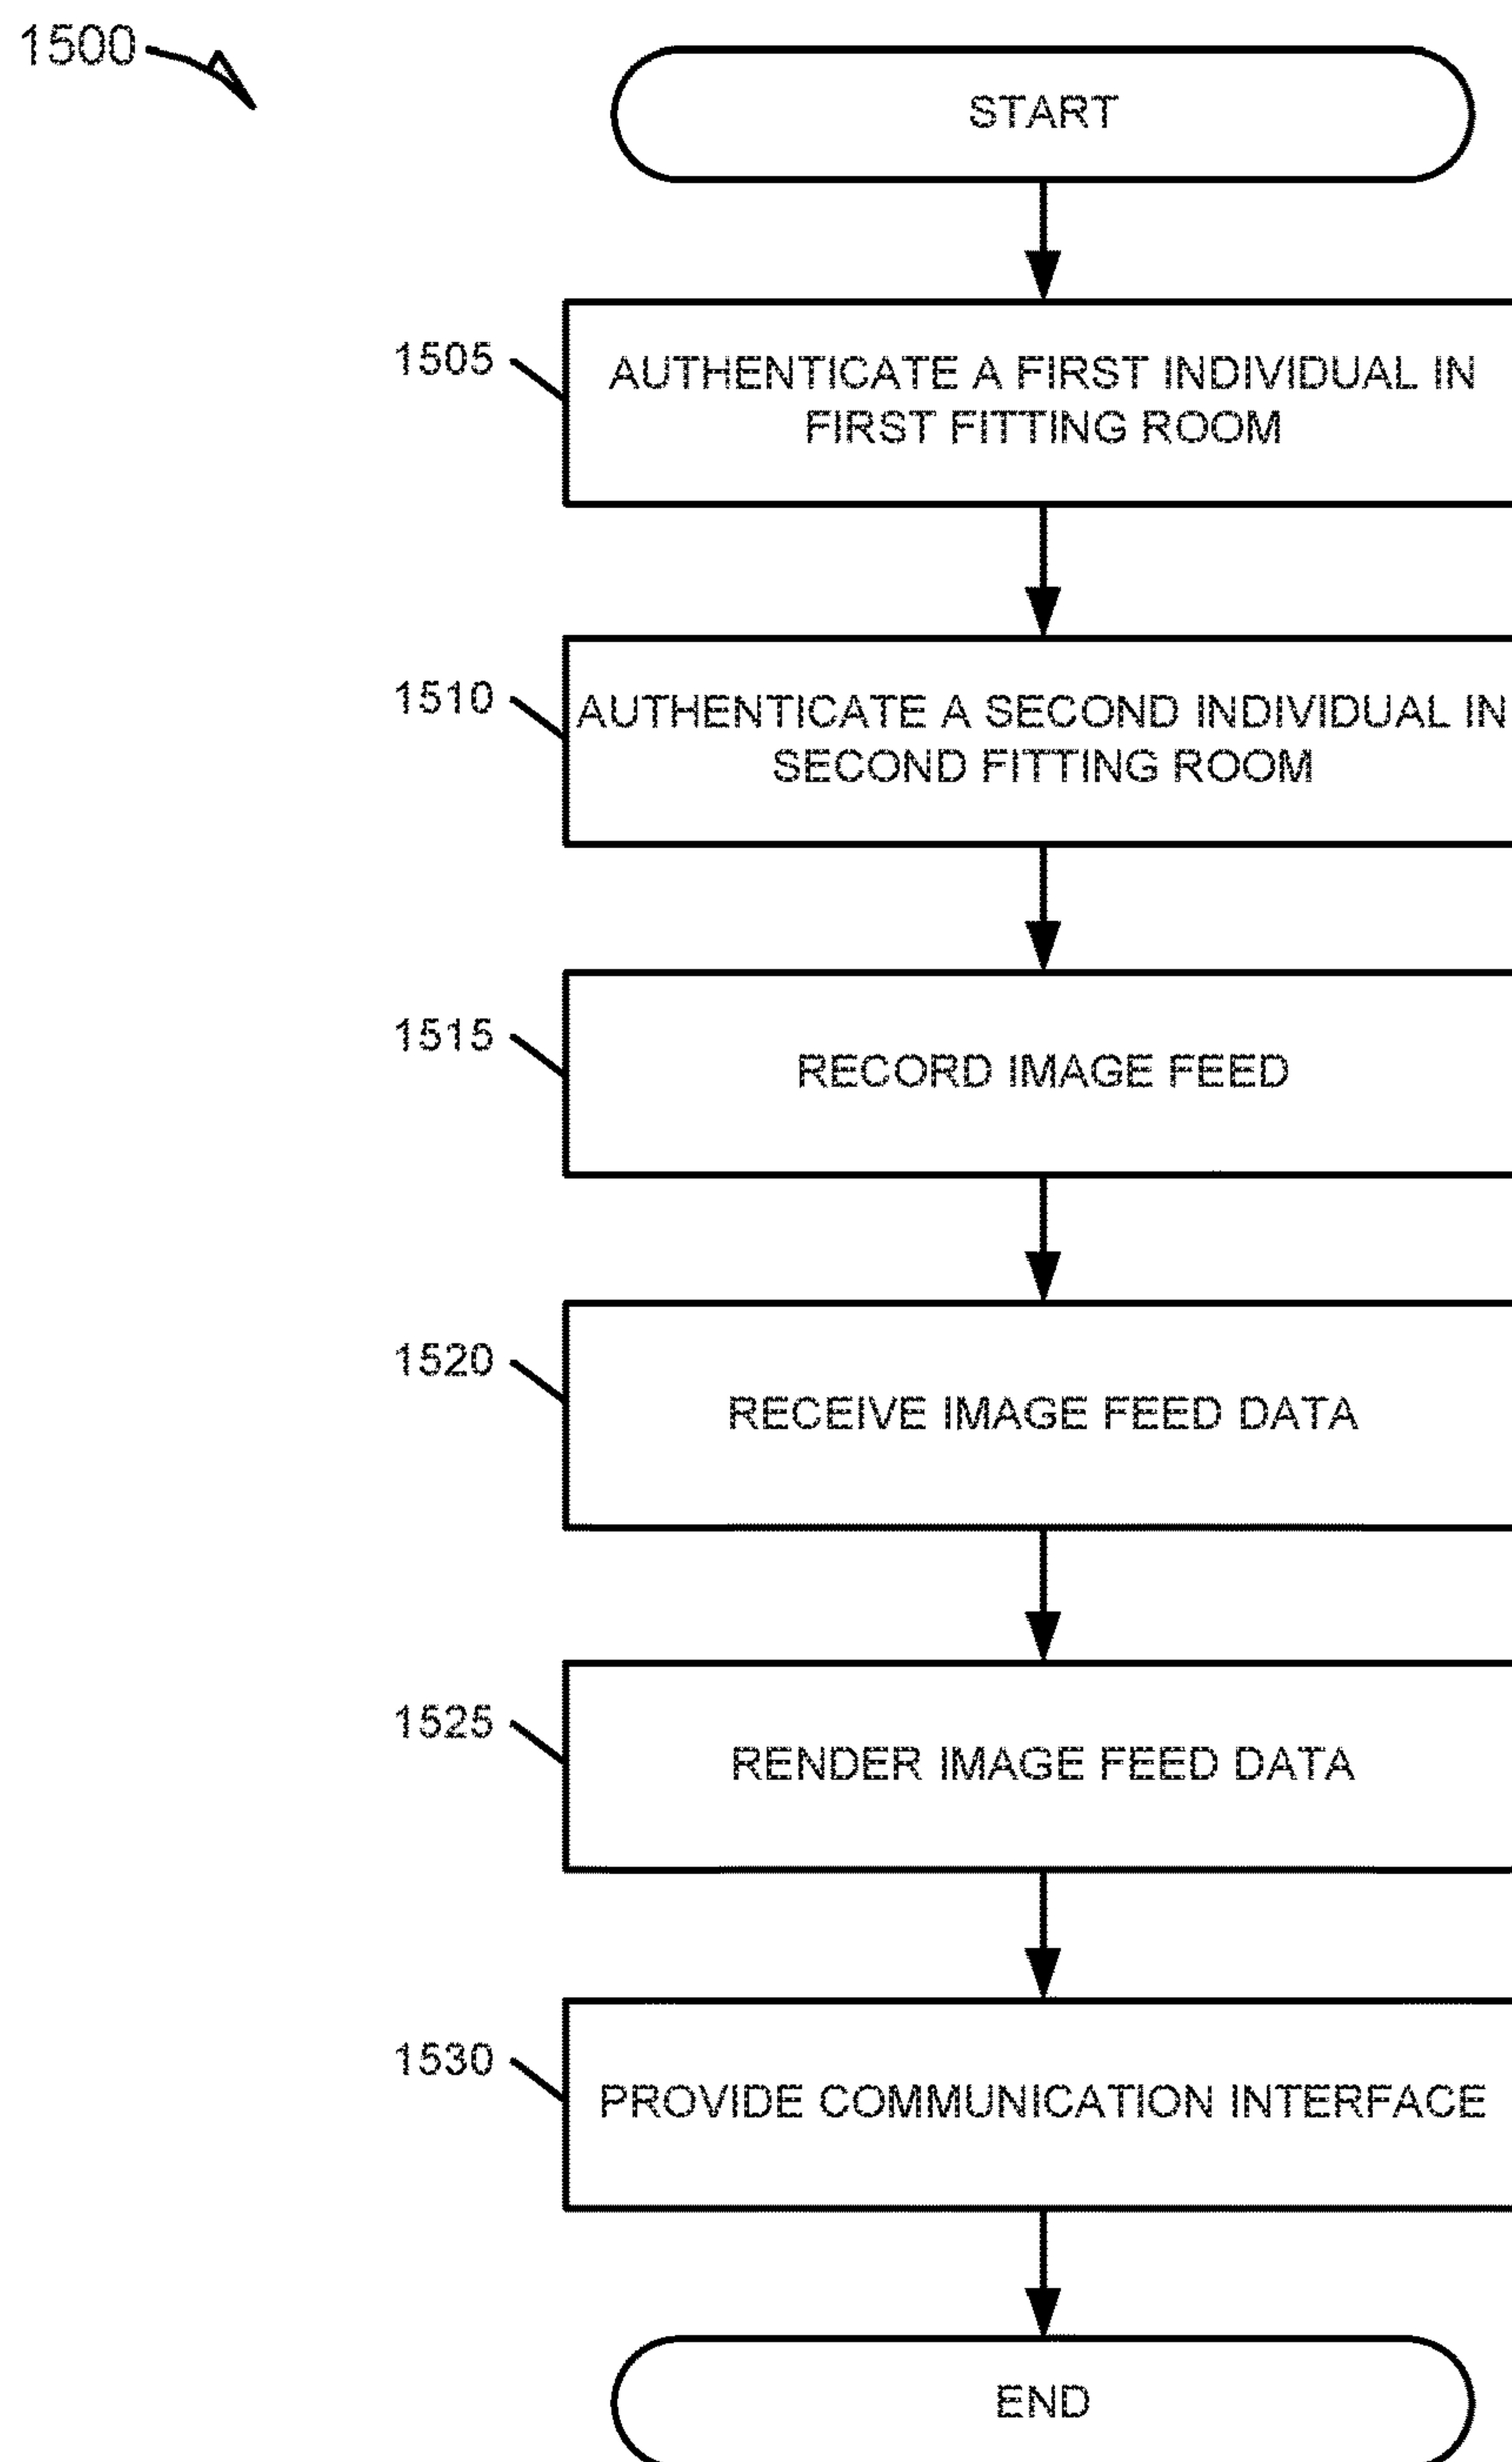 1500
START
1505
AUTHENTICATE A FIRST INDIVIDUAL IN
FIRST FITTING ROOM
1510
AUTHENTICATE A SECOND INDIVIDUAL IN
SECOND FITTING ROOM
1515
RECORD IMAGE FEED
1520
RECEIVE IMAGE FEED DATA
1525
RENDER IMAGE FEED DATA
1530
PROVIDE COMMUNICATION INTERFACE
END